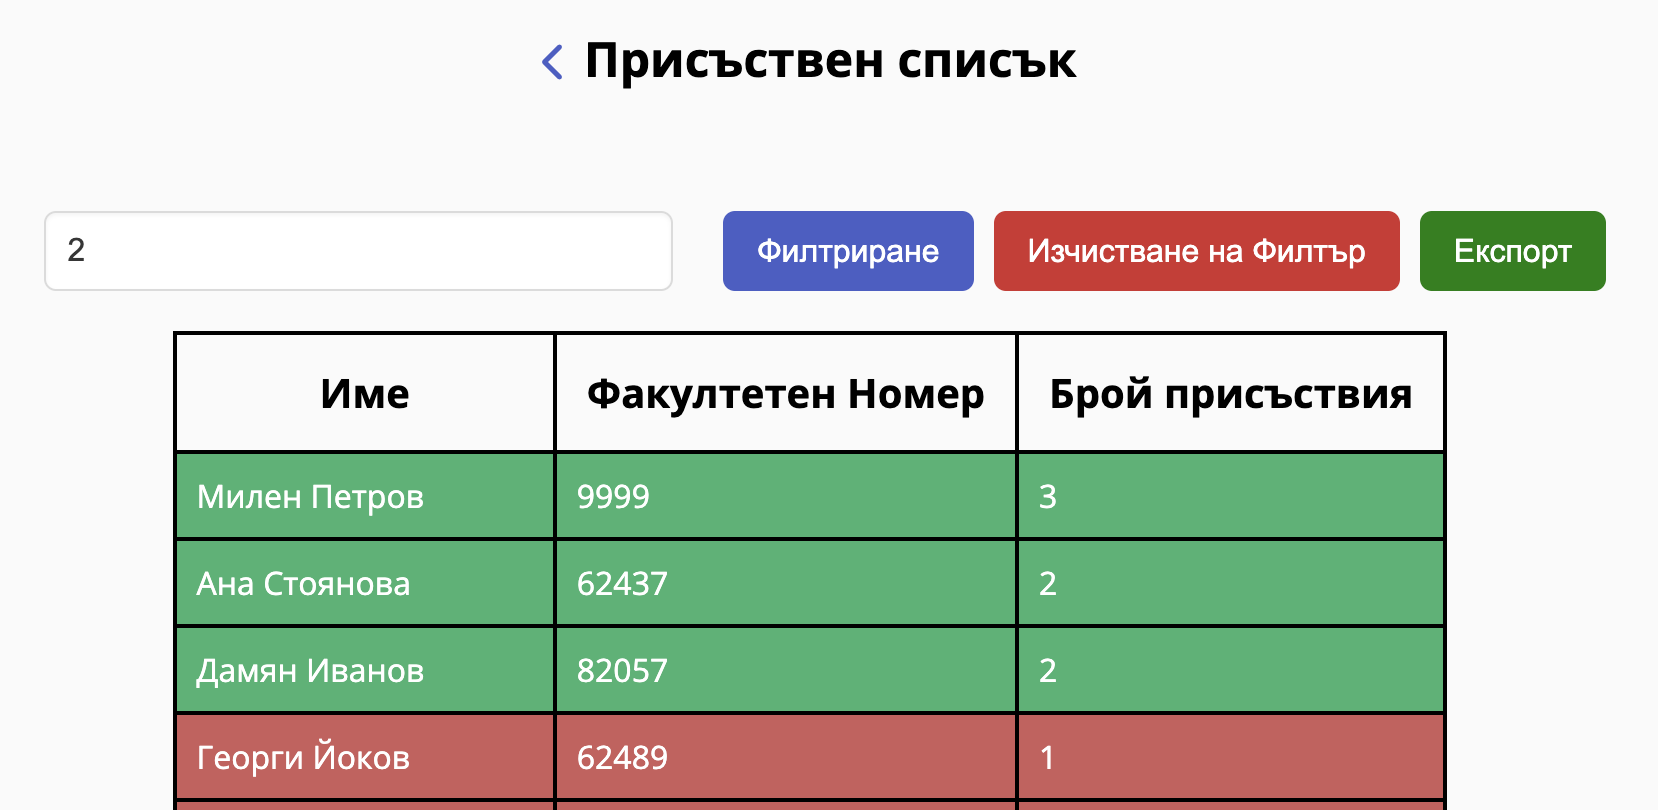 Присъствен списък
2
Филтриране
Изчистване на Филтър
Експорт
Име Факултетен Номер Брой присъствия
Милен Петров 9999 3
Ана Стоянова 62437 2
Дамян Иванов 82057 2
Георги Йоков 62489 1